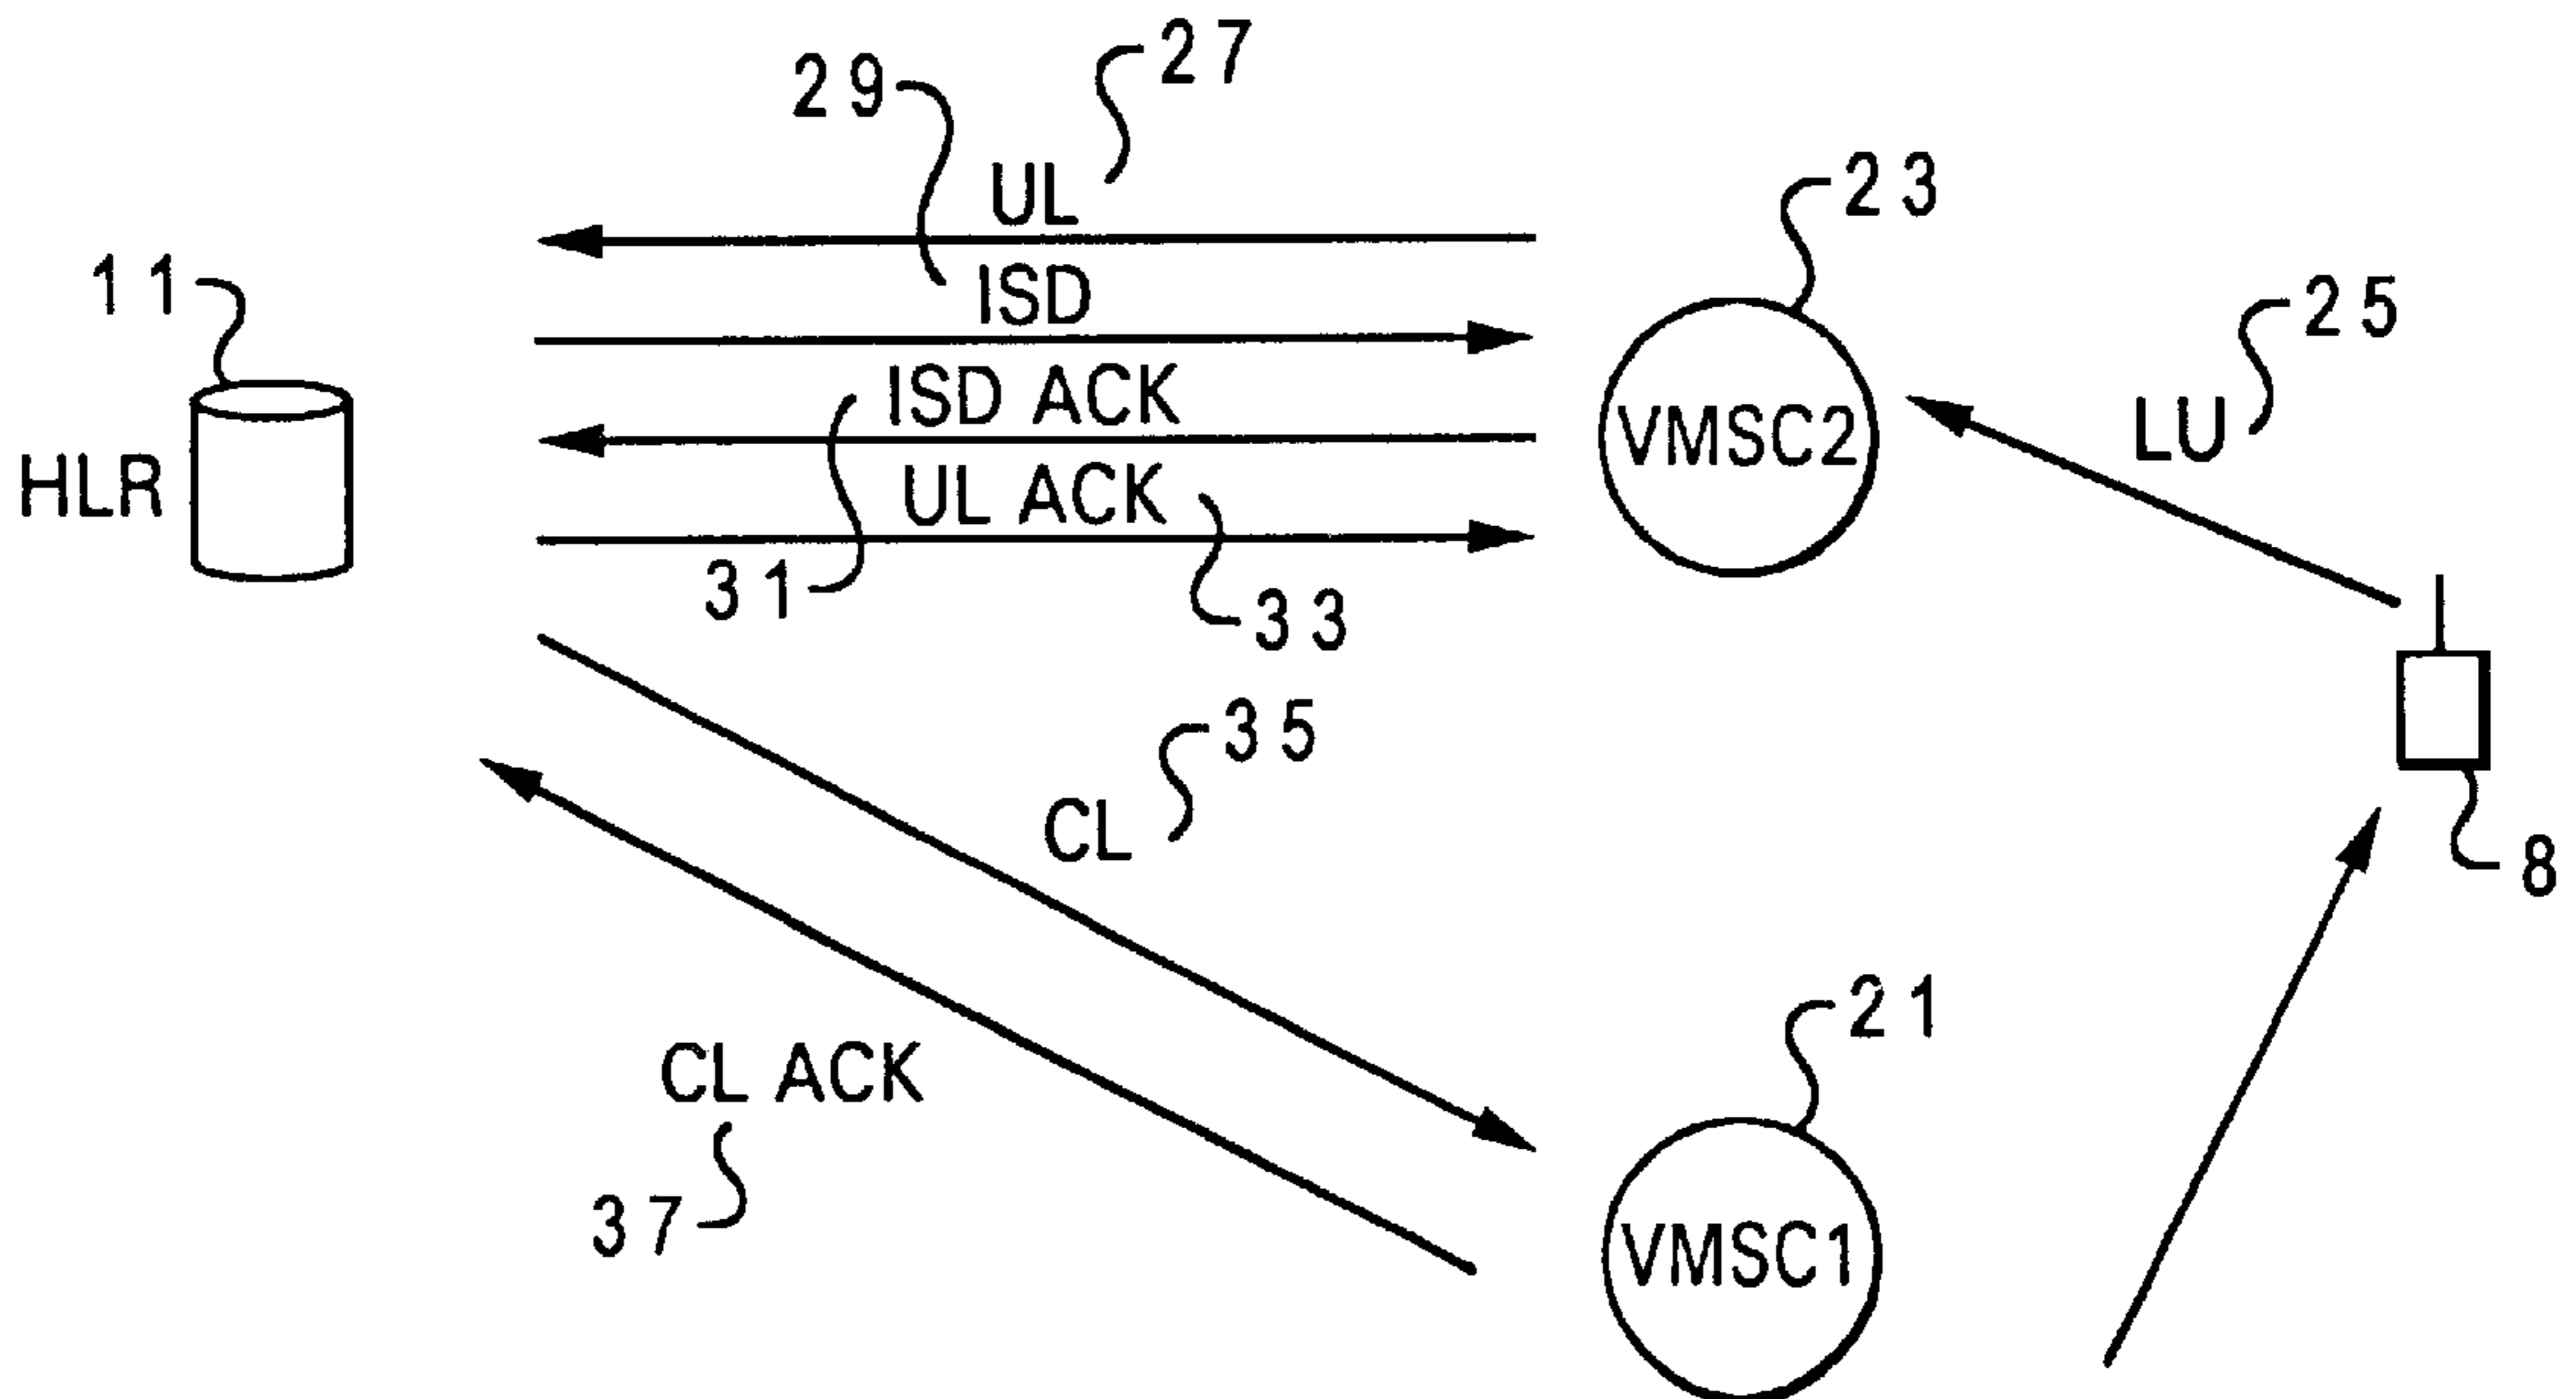 27
29
UL
23
11
ISD
25
ISD ACK
VMSC2
LU
HLR
UL ACK
31
33
35
CL
8
21
CL ACK
37
VMSC1